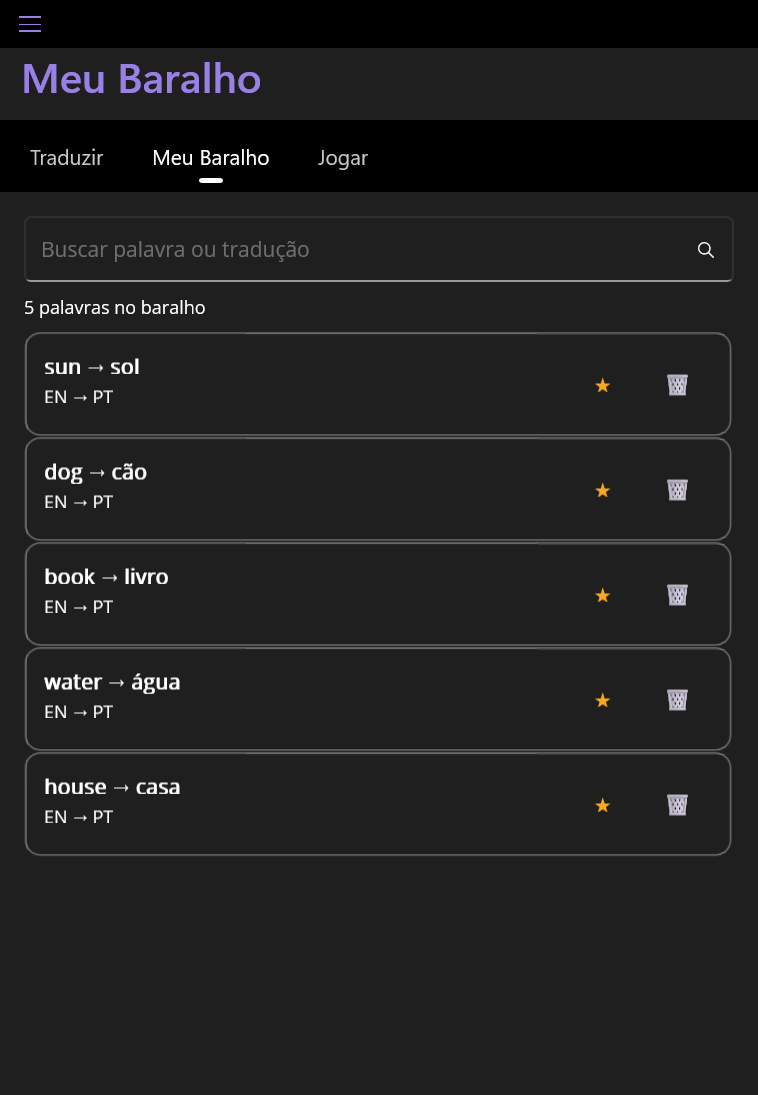 Meu Baralho
Traduzir
Meu Baralho
Jogar
Buscar palavra ou tradução
5 palavras no baralho
sun → sol
EN → PT
dog → cão
EN → PT
book → livro
EN → PT
water → água
EN → PT
house → casa
EN → PT